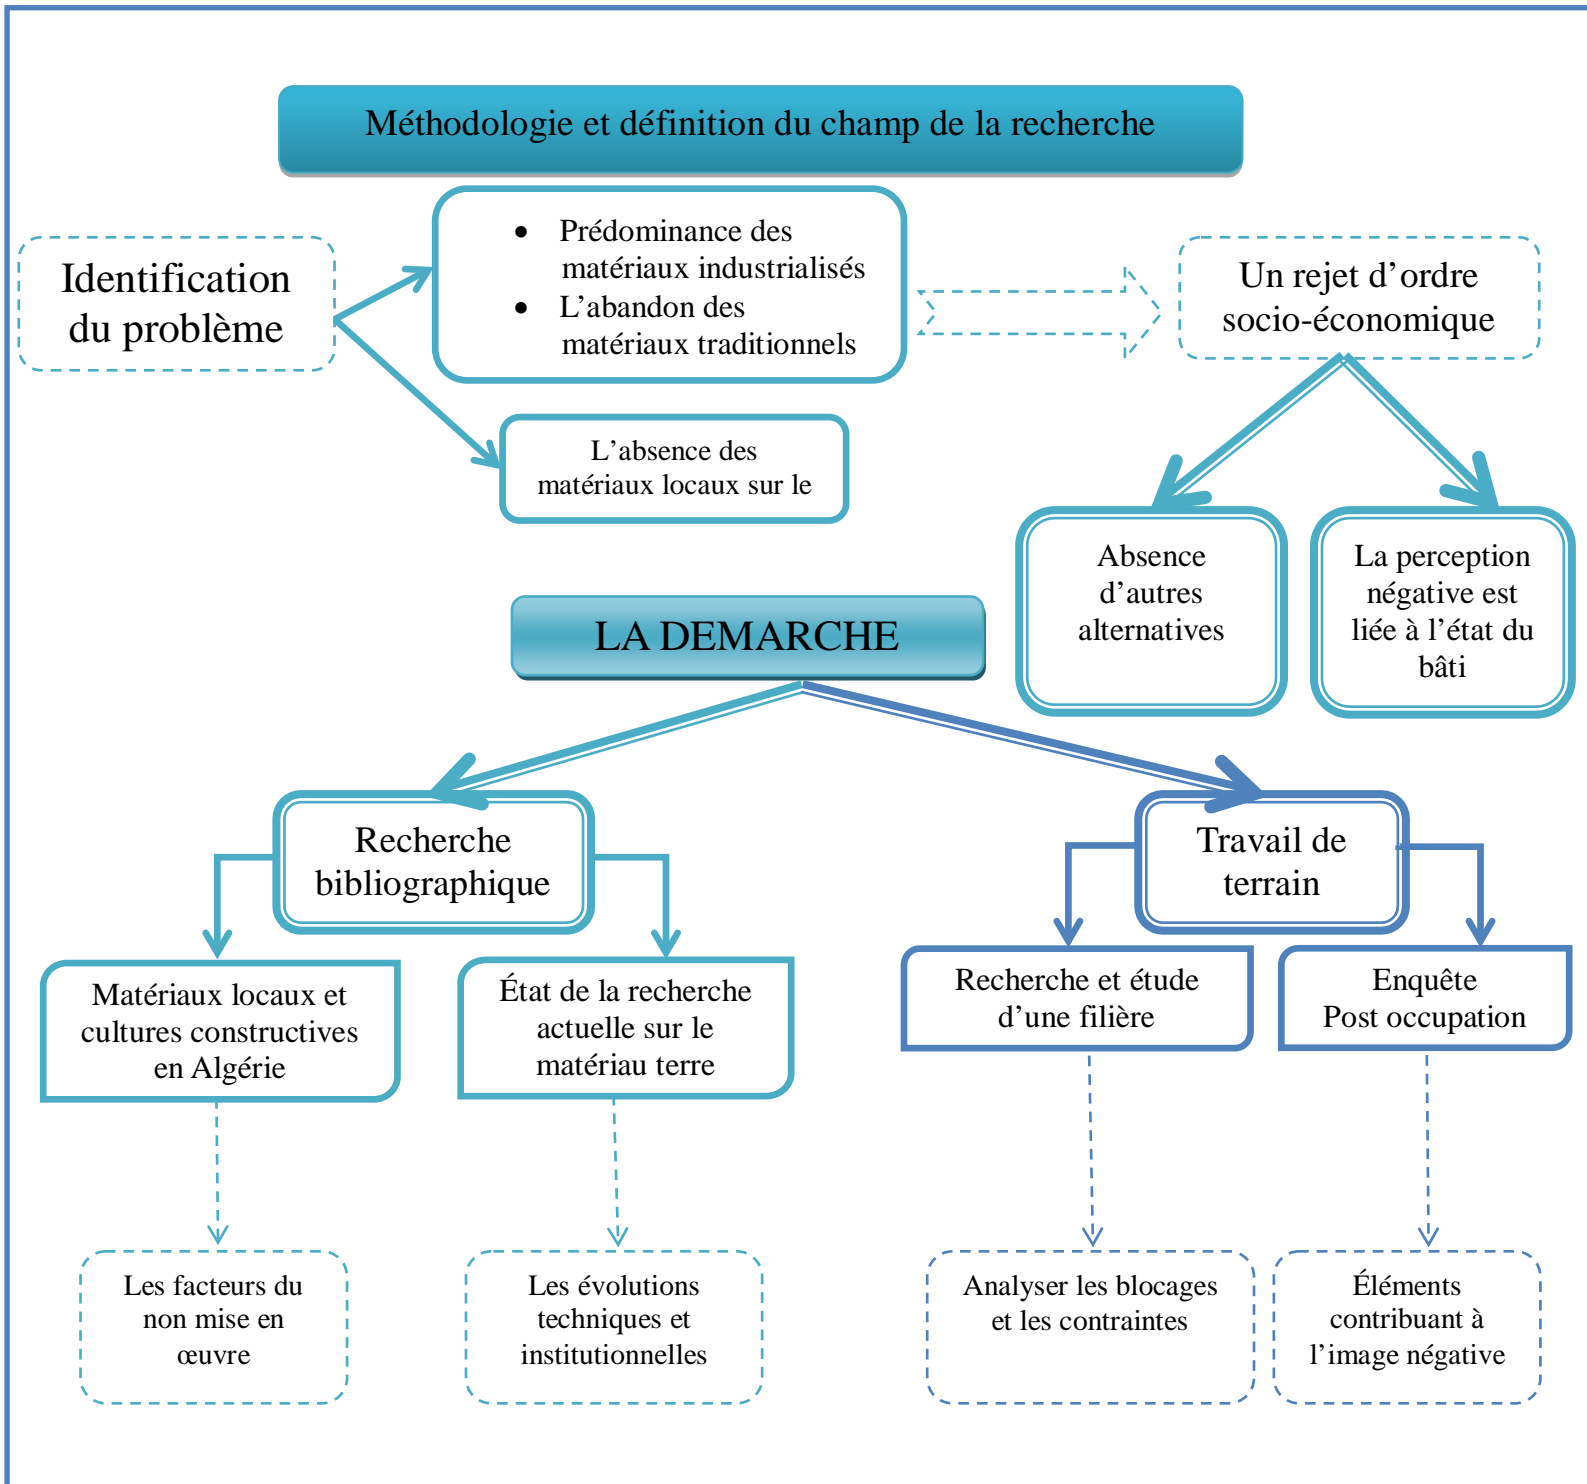 Méthodologie et définition du champ de la recherche
Identification
du problème
• Prédominance des
matériaux industrialisés
• L’abandon des
matériaux traditionnels
Un rejet d’ordre
socio-économique
L’absence des
matériaux locaux sur le
Absence
d’autres
alternatives
La perception
négative est
liée à l’état du
bâti
LA DEMARCHE
Recherche
bibliographique
Travail de
terrain
Matériaux locaux et
cultures constructives
en Algérie
État de la recherche
actuelle sur le
matériau terre
Recherche et étude
d’une filière
Enquête
Post occupation
Les facteurs du
non mise en
œuvre
Les évolutions
techniques et
institutionnelles
Analyser les blocages
et les contraintes
Éléments
contribuant à
l’image négative